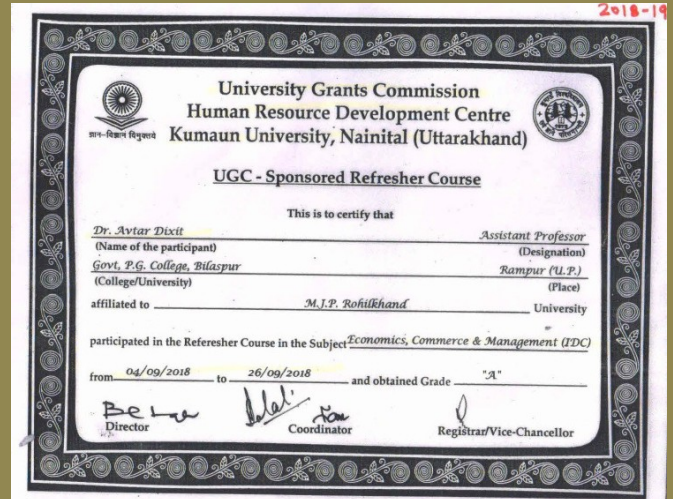 2018-19
University Grants Commission
Human Resource Development Centre
Kumaun University, Nainital (Uttarakhand)
ज्ञान-विज्ञान विमुक्तये
UGC - Sponsored Refresher Course
This is to certify that
Dr. Avtar Dixit Assistant Professor
(Name of the participant) (Designation)
Govt, P.G. College, Bilaspur Rampur (U.P.)
(College/University) (Place)
affiliated to M.J.P. Rohilkhand University
participated in the Referesher Course in the Subject Economics, Commerce & Management (IDC)
from 04/09/2018 to 26/09/2018 and obtained Grade "A"
Director Coordinator Registrar/Vice-Chancellor